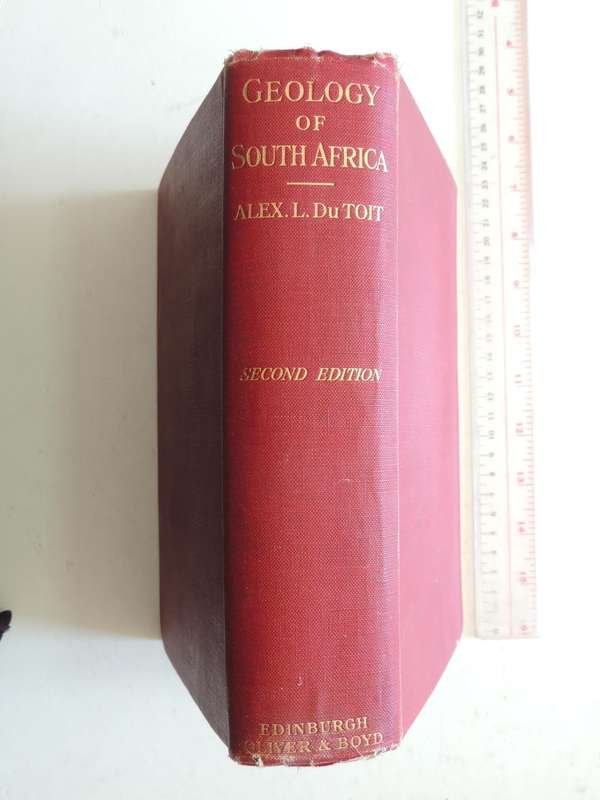 GEOLOGY
OF
SOUTH AFRICA
ALEX. L. DU TOIT
SECOND EDITION
EDINBURGH
OLIVER & BOYD